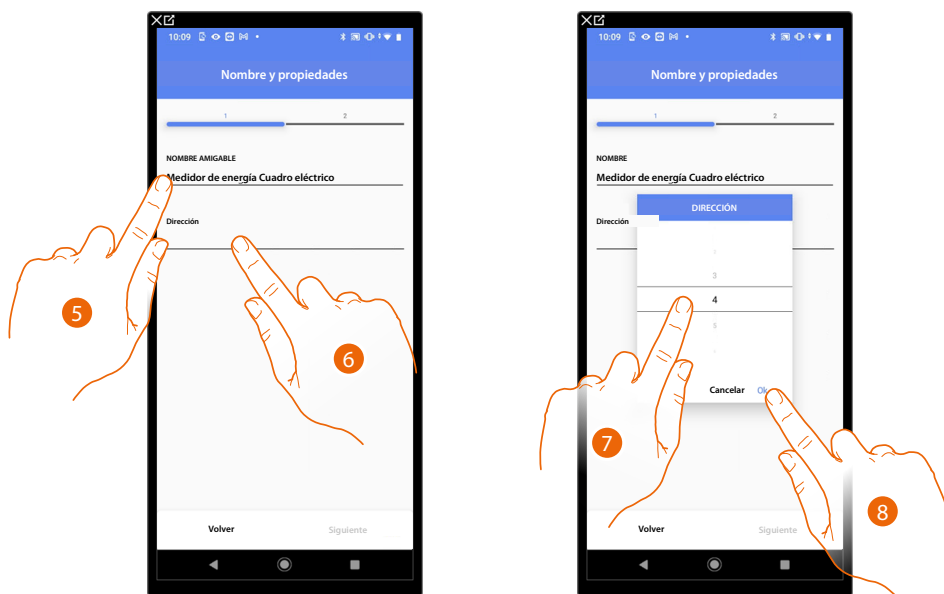 10:09
Nombre y propiedades
1 2
NOMBRE AMIGABLE
Medidor de energía Cuadro eléctrico
Dirección
5
6
Volver Siguiente
10:09
Nombre y propiedades
1 2
NOMBRE
Medidor de energía Cuadro eléctrico
DIRECCIÓN
Dirección
3
4
7
Cancelar Ok
8
Volver Siguiente